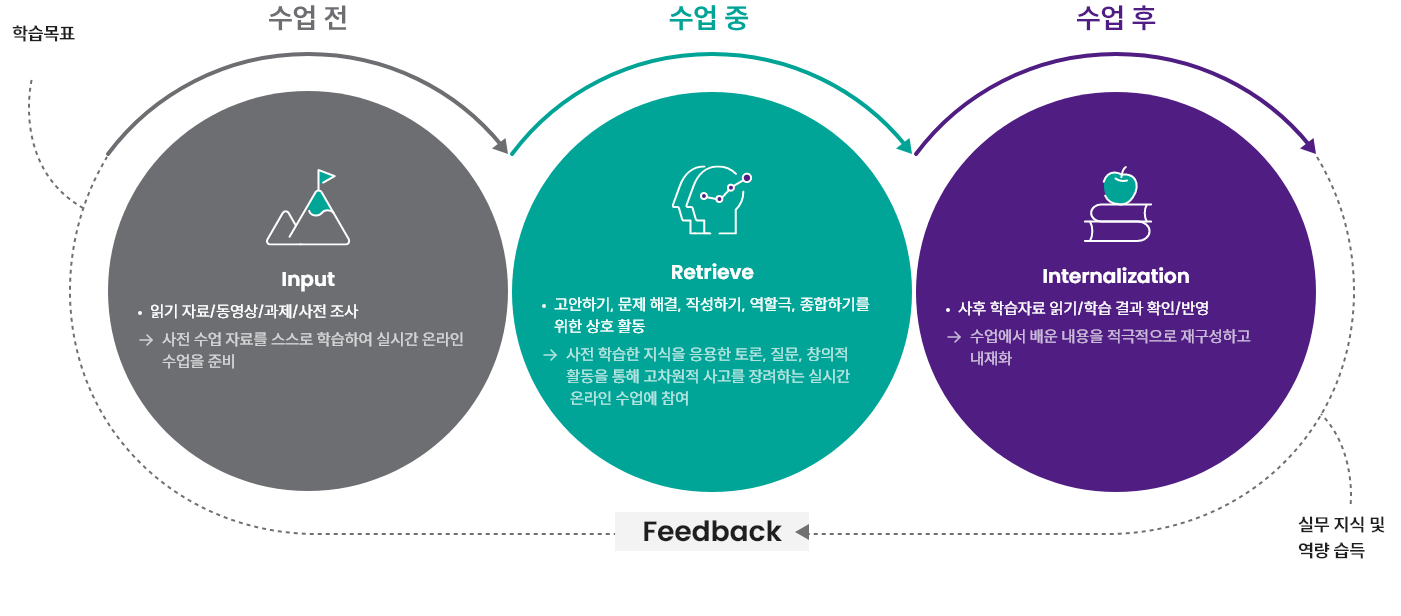 학습목표
수업 전
수업 중
수업 후
Input
• 읽기 자료/동영상/과제/사전 조사
→ 사전 수업 자료를 스스로 학습하여 실시간 온라인
수업을 준비
Retrieve
• 고안하기, 문제 해결, 작성하기, 역할극, 종합하기를
위한 상호 활동
→ 사전 학습한 지식을 응용한 토론, 질문, 창의적
활동을 통해 고차원적 사고를 장려하는 실시간
온라인 수업에 참여
Internalization
• 사후 학습자료 읽기/학습 결과 확인/반영
→ 수업에서 배운 내용을 적극적으로 재구성하고
내재화
Feedback
실무 지식 및
역량 습득